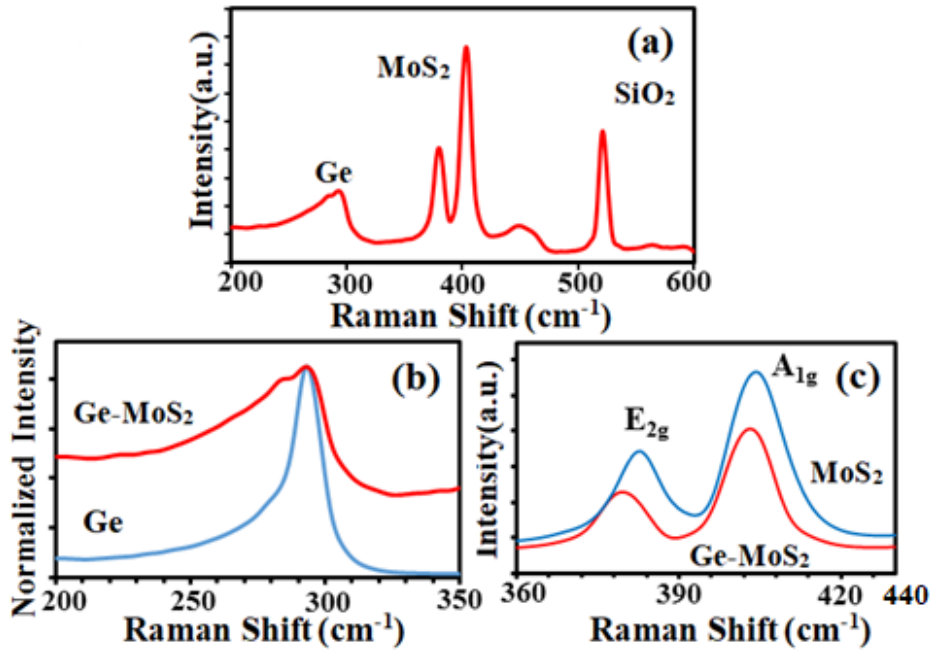 (a)
MoS₂
SiO₂
Ge
Intensity(a.u.)
200 300 400 500 600
Raman Shift (cm⁻¹)
(b)
Ge-MoS₂
Ge
Normalized Intensity
200 250 300 350
Raman Shift (cm⁻¹)
(c)
A₁g
E₂g
MoS₂
Ge-MoS₂
Intensity(a.u.)
360 390 420 440
Raman Shift (cm⁻¹)